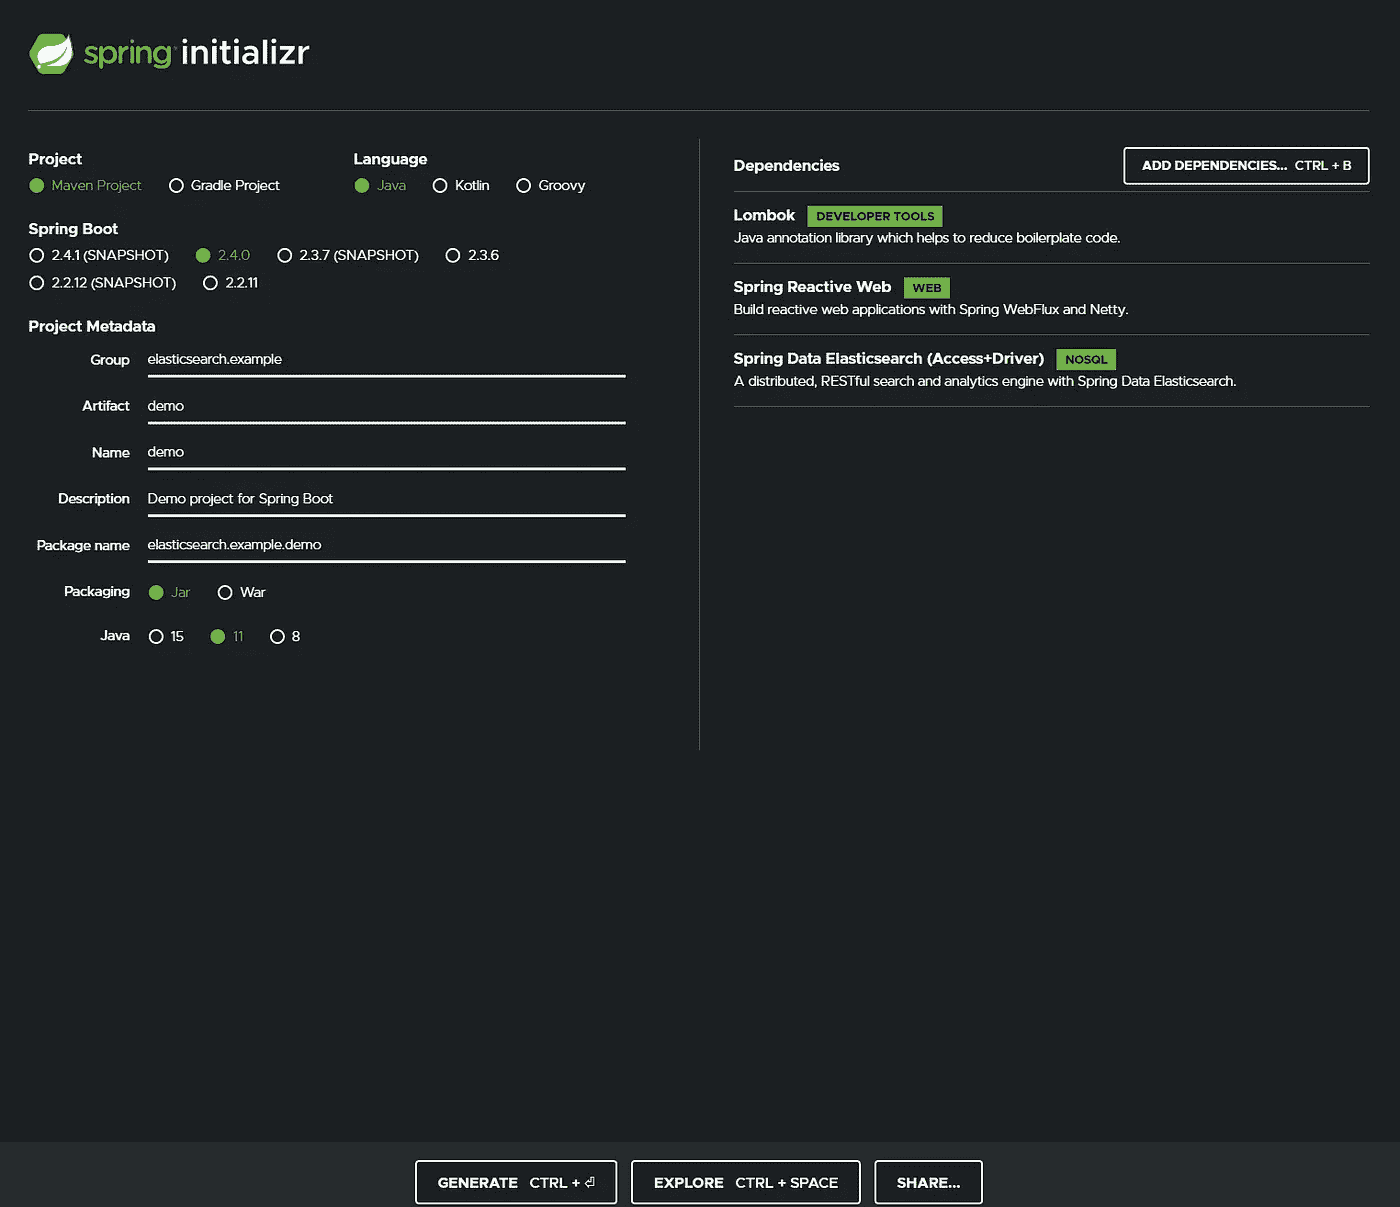 spring initializr
Project
Maven Project Gradle Project
Language
Java Kotlin Groovy
Spring Boot
2.4.1 (SNAPSHOT) 2.4.0 2.3.7 (SNAPSHOT) 2.3.6
2.2.12 (SNAPSHOT) 2.2.11
Project Metadata
Group elasticsearch.example
Artifact demo
Name demo
Description Demo project for Spring Boot
Package name elasticsearch.example.demo
Packaging Jar War
Java 15 11 8
Dependencies ADD DEPENDENCIES... CTRL + B
Lombok DEVELOPER TOOLS
Java annotation library which helps to reduce boilerplate code.
Spring Reactive Web WEB
Build reactive web applications with Spring WebFlux and Netty.
Spring Data Elasticsearch (Access+Driver) NOSQL
A distributed, RESTful search and analytics engine with Spring Data Elasticsearch.
GENERATE CTRL + ⏎ EXPLORE CTRL + SPACE SHARE...